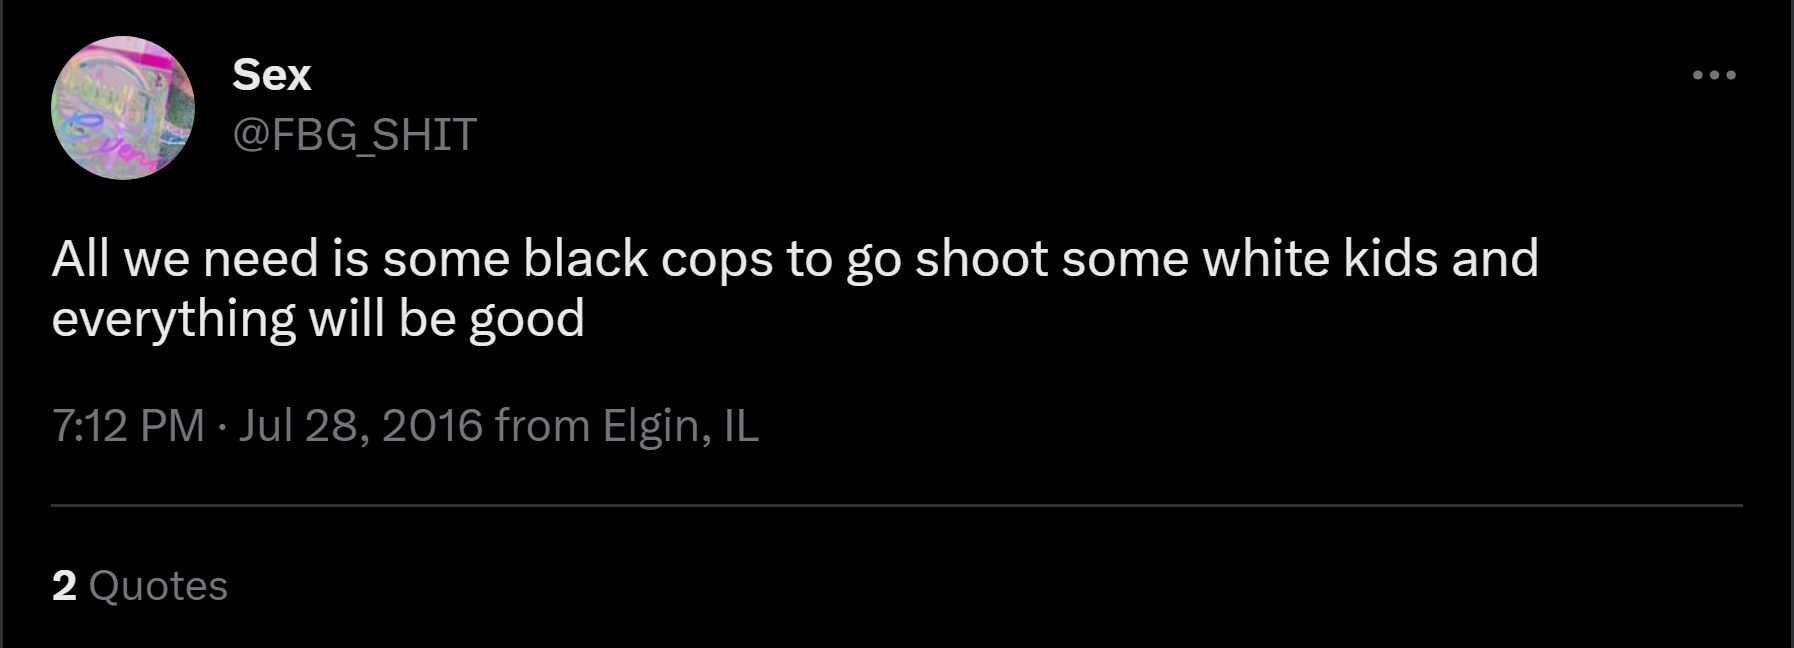 Sex
@FBG_SHIT
All we need is some black cops to go shoot some white kids and
everything will be good
7:12 PM · Jul 28, 2016 from Elgin, IL
2 Quotes